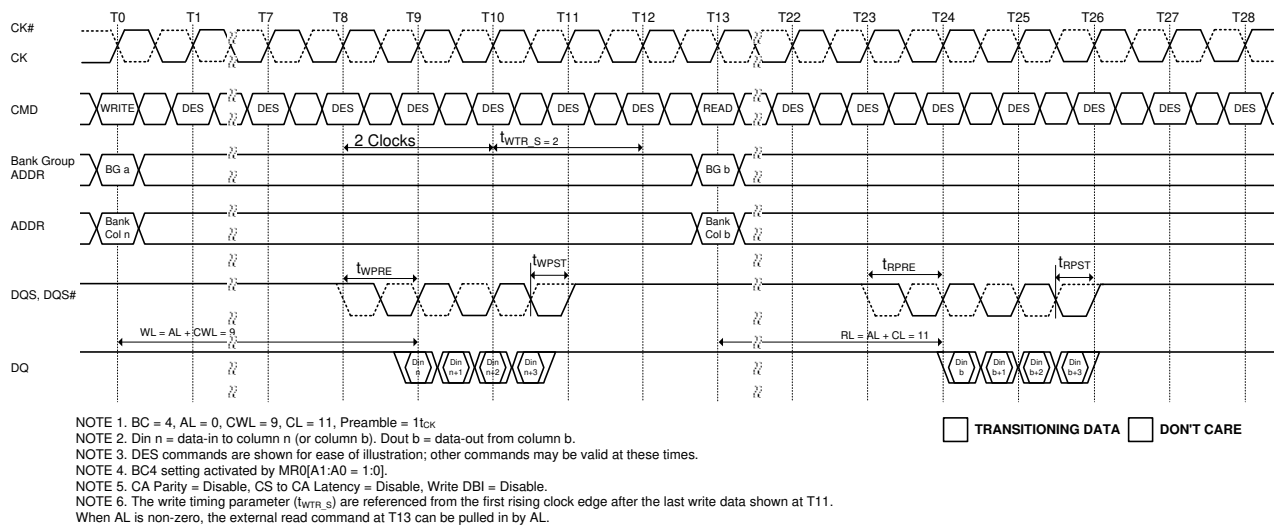 T0 T1 T7 T8 T9 T10 T11 T12 T13 T22 T23 T24 T25 T26 T27 T28
CK#
CK
CMD WRITE DES DES DES DES DES DES DES READ DES DES DES DES DES DES DES
2 Clocks tWTR_S = 2
Bank Group
ADDR
BG a BG b
ADDR
Bank
Col n
Bank
Col b
tWPRE tWPST tRPRE tRPST
DQS, DQS#
WL = AL + CWL = 9 RL = AL + CL = 11
DQ
Din
n
Din
n+1
Din
n+2
Din
n+3
Din
b
Din
b+1
Din
b+2
Din
b+3
NOTE 1. BC = 4, AL = 0, CWL = 9, CL = 11, Preamble = 1tCK
NOTE 2. Din n = data-in to column n (or column b). Dout b = data-out from column b.
NOTE 3. DES commands are shown for ease of illustration; other commands may be valid at these times.
NOTE 4. BC4 setting activated by MR0[A1:A0 = 1:0].
NOTE 5. CA Parity = Disable, CS to CA Latency = Disable, Write DBI = Disable.
NOTE 6. The write timing parameter (tWTR_S) are referenced from the first rising clock edge after the last write data shown at T11.
When AL is non-zero, the external read command at T13 can be pulled in by AL.
TRANSITIONING DATA DON'T CARE